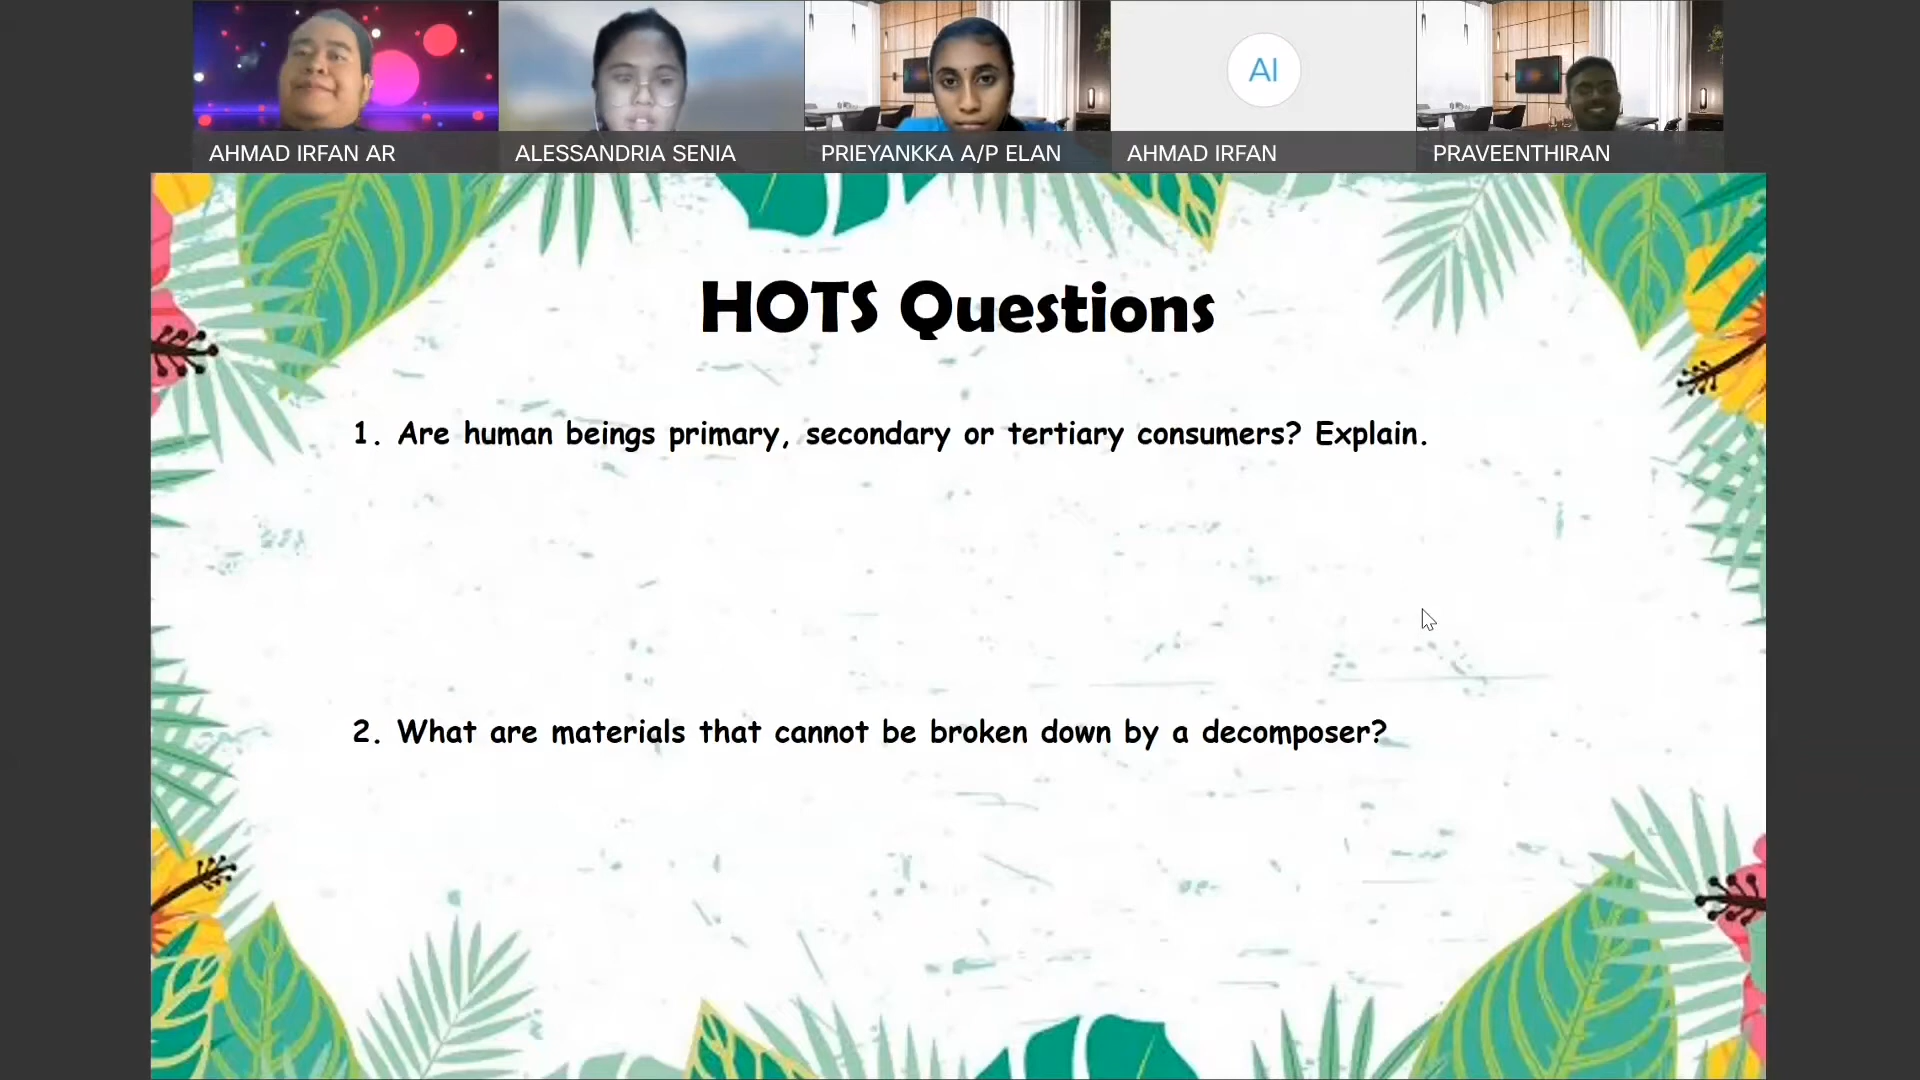 AHMAD IRFAN AR
ALESSANDRIA SENIA
PRIEYANKKA A/P ELAN
AI
AHMAD IRFAN
PRAVEENTHIRAN
HOTS Questions
1. Are human beings primary, secondary or tertiary consumers? Explain.
2. What are materials that cannot be broken down by a decomposer?